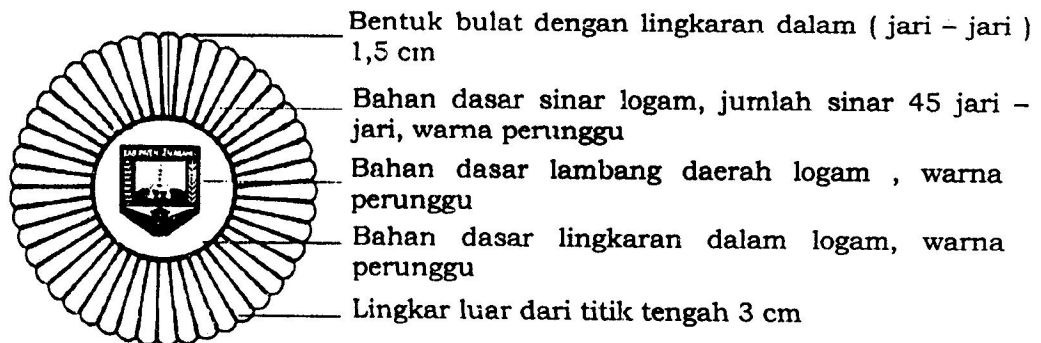 Bentuk bulat dengan lingkaran dalam ( jari – jari )
1,5 cm
Bahan dasar sinar logam, jumlah sinar 45 jari –
jari, warna perunggu
Bahan dasar lambang daerah logam , warna
perunggu
Bahan dasar lingkaran dalam logam, warna
perunggu
Lingkar luar dari titik tengah 3 cm